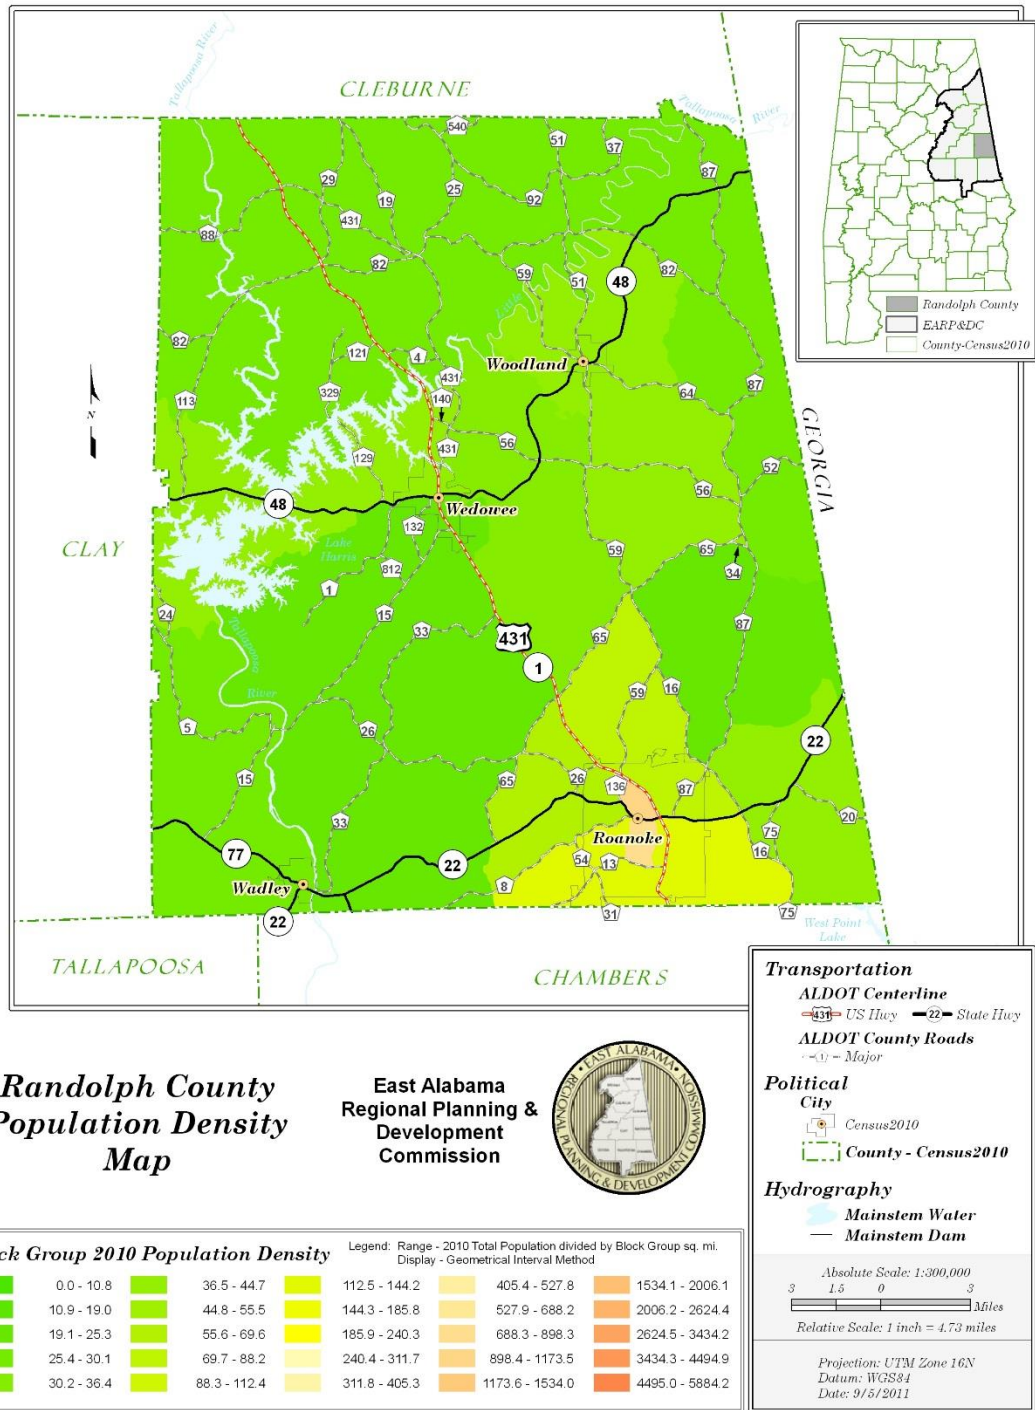 Tallapoosa River
CLEBURNE
Tallapoosa River
540
51
37
29
25
87
19
92
431
88
82
59
51
48
82
Little
82
121
4
Woodland
431
87
113
329
140
64
GEORGIA
431
56
129
52
48
56
Wedowee
CLAY
132
Lake
Harris
59
65
812
34
1
24
15
33
431
65
87
Tallapoosa
River
1
59
16
5
26
22
15
65
26
136
87
33
20
Roanoke
75
77
22
54
13
16
Wadley
8
22
31
75
West Point
Lake
TALLAPOOSA
CHAMBERS
Randolph County
EARP&DC
County-Census2010
N
Randolph County
Population Density
Map
East Alabama
Regional Planning &
Development
Commission
EAST ALABAMA
REGIONAL PLANNING & DEVELOPMENT COMMISSION
Transportation
ALDOT Centerline
431 US Hwy 22 State Hwy
ALDOT County Roads
1 Major
Political
City
Census2010
County - Census2010
Hydrography
Mainstem Water
Mainstem Dam
Absolute Scale: 1:300,000
3 1.5 0 3
Miles
Relative Scale: 1 inch = 4.73 miles
Projection: UTM Zone 16N
Datum: WGS84
Date: 9/5/2011
ck Group 2010 Population Density
Legend: Range - 2010 Total Population divided by Block Group sq. mi.
Display - Geometrical Interval Method
0.0 - 10.8 36.5 - 44.7 112.5 - 144.2 405.4 - 527.8 1534.1 - 2006.1
10.9 - 19.0 44.8 - 55.5 144.3 - 185.8 527.9 - 688.2 2006.2 - 2624.4
19.1 - 25.3 55.6 - 69.6 185.9 - 240.3 688.3 - 898.3 2624.5 - 3434.2
25.4 - 30.1 69.7 - 88.2 240.4 - 311.7 898.4 - 1173.5 3434.3 - 4494.9
30.2 - 36.4 88.3 - 112.4 311.8 - 405.3 1173.6 - 1534.0 4495.0 - 5884.2